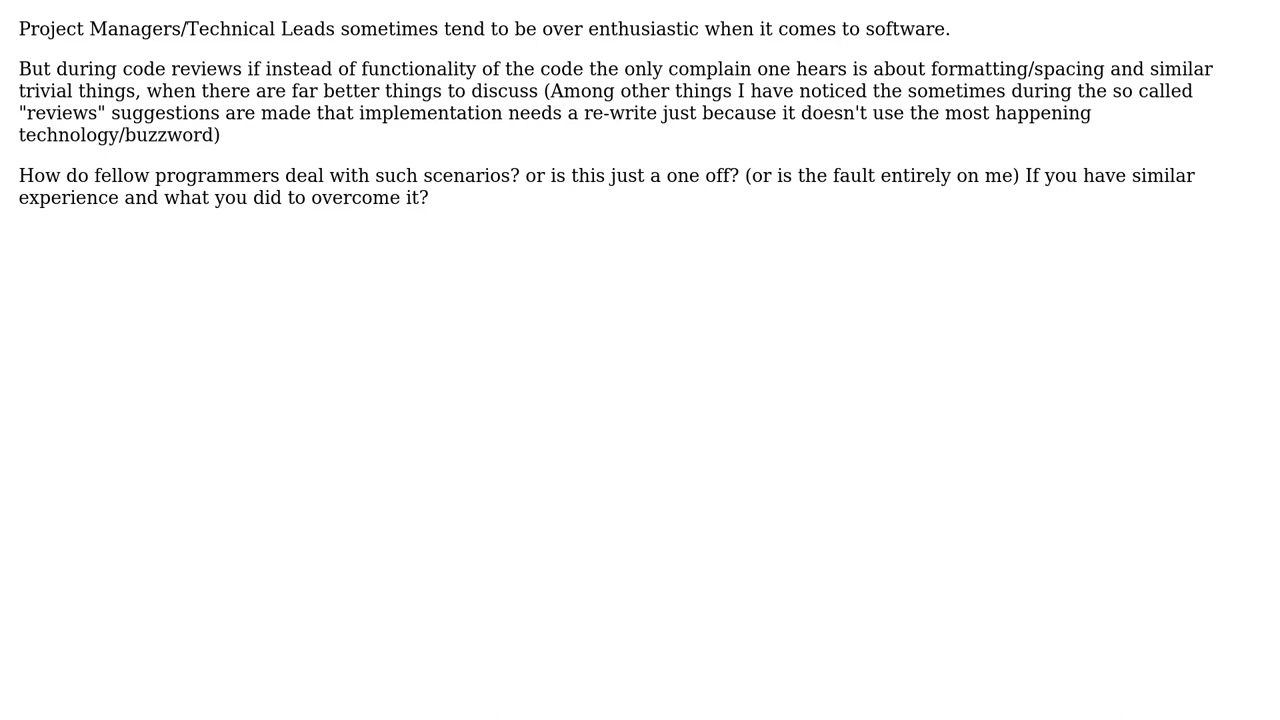 Project Managers/Technical Leads sometimes tend to be over enthusiastic when it comes to software.
But during code reviews if instead of functionality of the code the only complain one hears is about formatting/spacing and similar
trivial things, when there are far better things to discuss (Among other things I have noticed the sometimes during the so called
"reviews" suggestions are made that implementation needs a re-write just because it doesn't use the most happening
technology/buzzword)
How do fellow programmers deal with such scenarios? or is this just a one off? (or is the fault entirely on me) If you have similar
experience and what you did to overcome it?